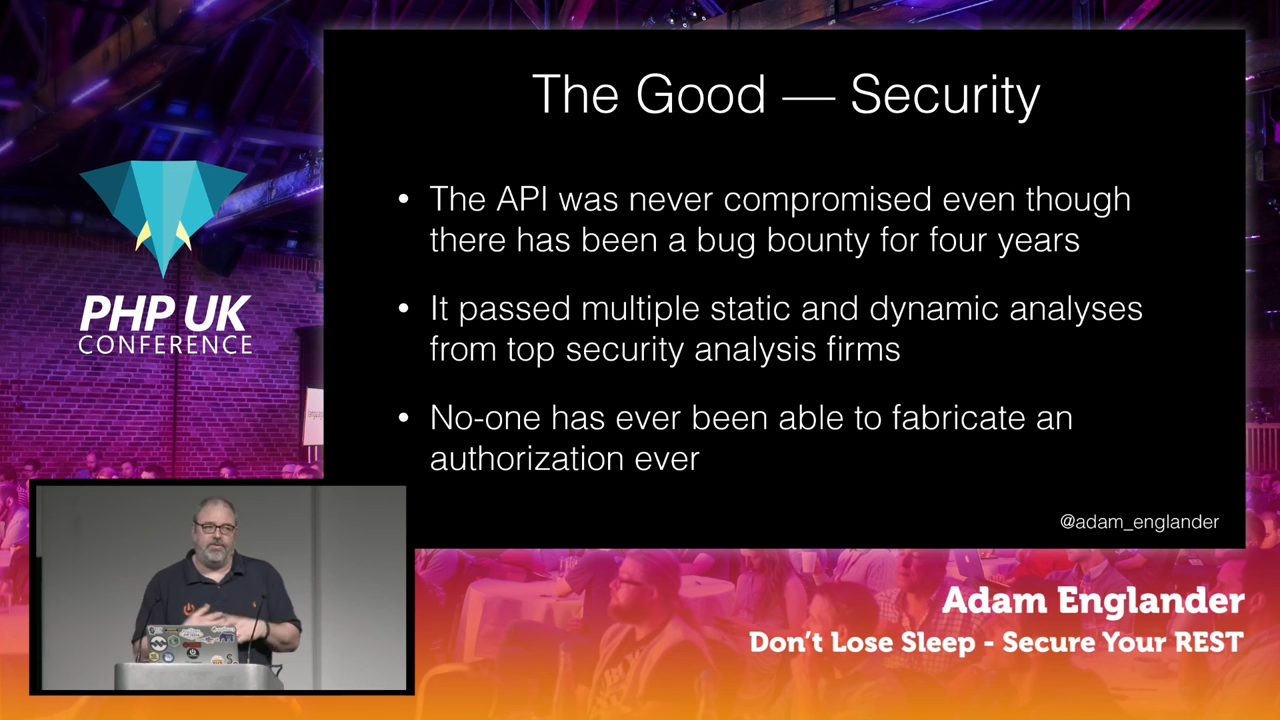 The Good — Security
• The API was never compromised even though
there has been a bug bounty for four years
• It passed multiple static and dynamic analyses
from top security analysis firms
• No-one has ever been able to fabricate an
authorization ever
@adam_englander
PHP UK
CONFERENCE
Adam Englander
Don't Lose Sleep - Secure Your REST